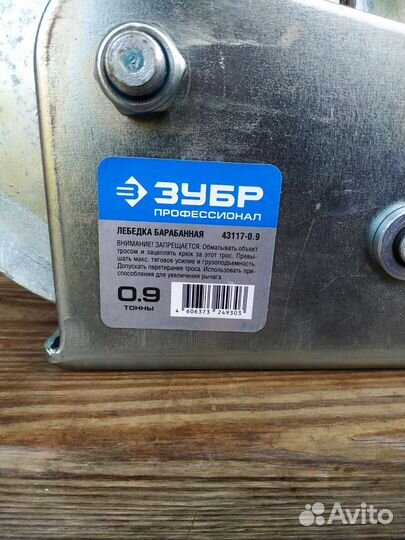 ЗУБР
ПРОФЕССИОНАЛ
ЛЕБЕДКА БАРАБАННАЯ 43117-0.9
ВНИМАНИЕ! ЗАПРЕЩАЕТСЯ: Обматывать объект
тросом и зацеплять крюк за этот трос. Превы-
шать макс. тяговое усилие и грузоподъемность.
Допускать перетирание троса. Использовать при-
способления для увеличения рычага.
0.9
ТОННЫ
4 606373 249303
Avito